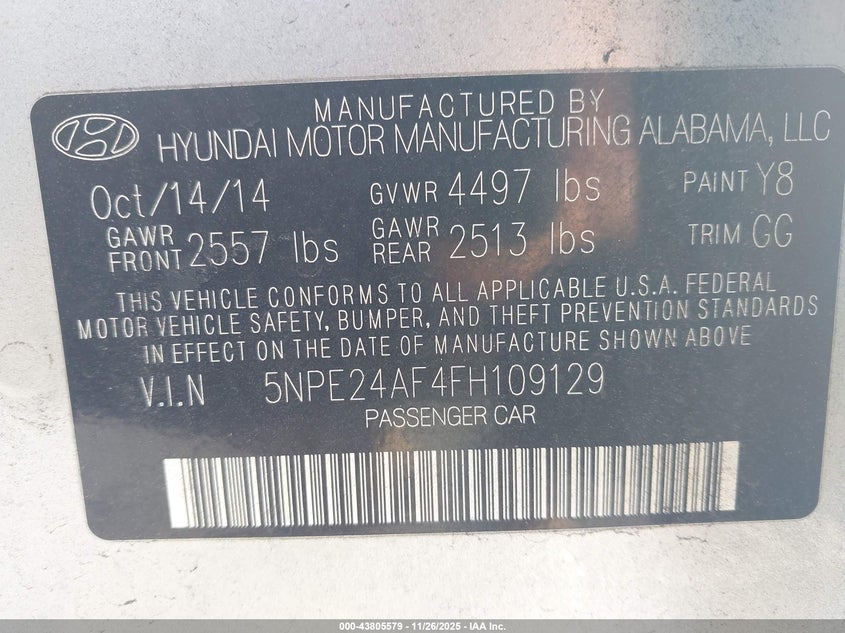 MANUFACTURED BY
HYUNDAI MOTOR MANUFACTURING ALABAMA, LLC
Oct/14/14 GVWR 4497 lbs PAINT Y8
GAWR FRONT 2557 lbs GAWR REAR 2513 lbs TRIM GG
THIS VEHICLE CONFORMS TO ALL APPLICABLE U.S.A. FEDERAL
MOTOR VEHICLE SAFETY, BUMPER, AND THEFT PREVENTION STANDARDS
IN EFFECT ON THE DATE OF MANUFACTURE SHOWN ABOVE
V.I.N 5NPE24AF4FH109129
PASSENGER CAR
000-43805579 - 11/26/2025 - IAA Inc.